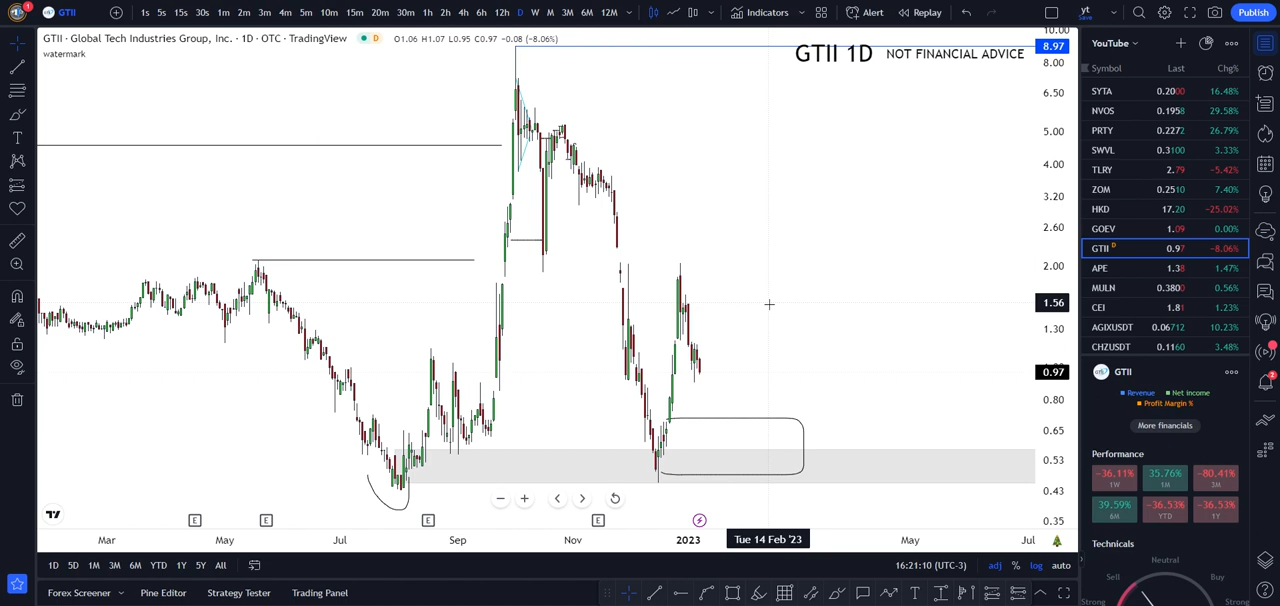 1s 5s 15s 30s 1m 2m 3m 4m 5m 10m 15m 20m 30m 1h 2h 4h 6h 12h D W M 3M 6M 12M Indicators Alert Replay yt Save Publish
GTII
GTII · Global Tech Industries Group, Inc. · 1D · OTC · TradingView D O1.06 H1.07 L0.95 C0.97 -0.08 (-8.06%)
watermark
GTII 1D NOT FINANCIAL ADVICE
10.00
8.97
8.00
6.50
5.00
4.00
3.20
2.60
2.00
1.56
1.30
0.97
0.80
0.65
0.53
0.43
0.35
E E E E
Mar May Jul Sep Nov 2023 Tue 14 Feb '23 May Jul
1D 5D 1M 3M 6M YTD 1Y 5Y All 16:21:10 (UTC-3) adj % log auto
Forex Screener Pine Editor Strategy Tester Trading Panel
YouTube
Symbol Last Chg%
SYTA 0.2000 16.48%
NVOS 0.1958 29.58%
PRTY 0.2272 26.79%
SWVL 0.3100 3.33%
TLRY 2.79 -5.42%
ZOM 0.2510 7.40%
HKD 17.20 -25.02%
GOEV 1.09 0.00%
GTII D 0.97 -8.06%
APE 1.38 1.47%
MULN 0.3800 0.56%
CEI 1.81 1.23%
AGIXUSDT 0.06712 10.23%
CHZUSDT 0.1160 3.48%
GTII
Revenue Net income
Profit Margin %
More financials
Performance
-36.11% 35.76% -80.41%
1W 1M 3M
39.59% -36.53% -36.53%
6M YTD 1Y
Technicals
Neutral
Sell Buy
Strong Strong